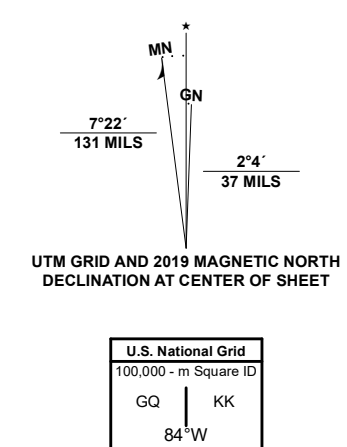 MN
GN
7°22´
131 MILS
2°4´
37 MILS
UTM GRID AND 2019 MAGNETIC NORTH
DECLINATION AT CENTER OF SHEET
U.S. National Grid
100,000 - m Square ID
GQ KK
84°W